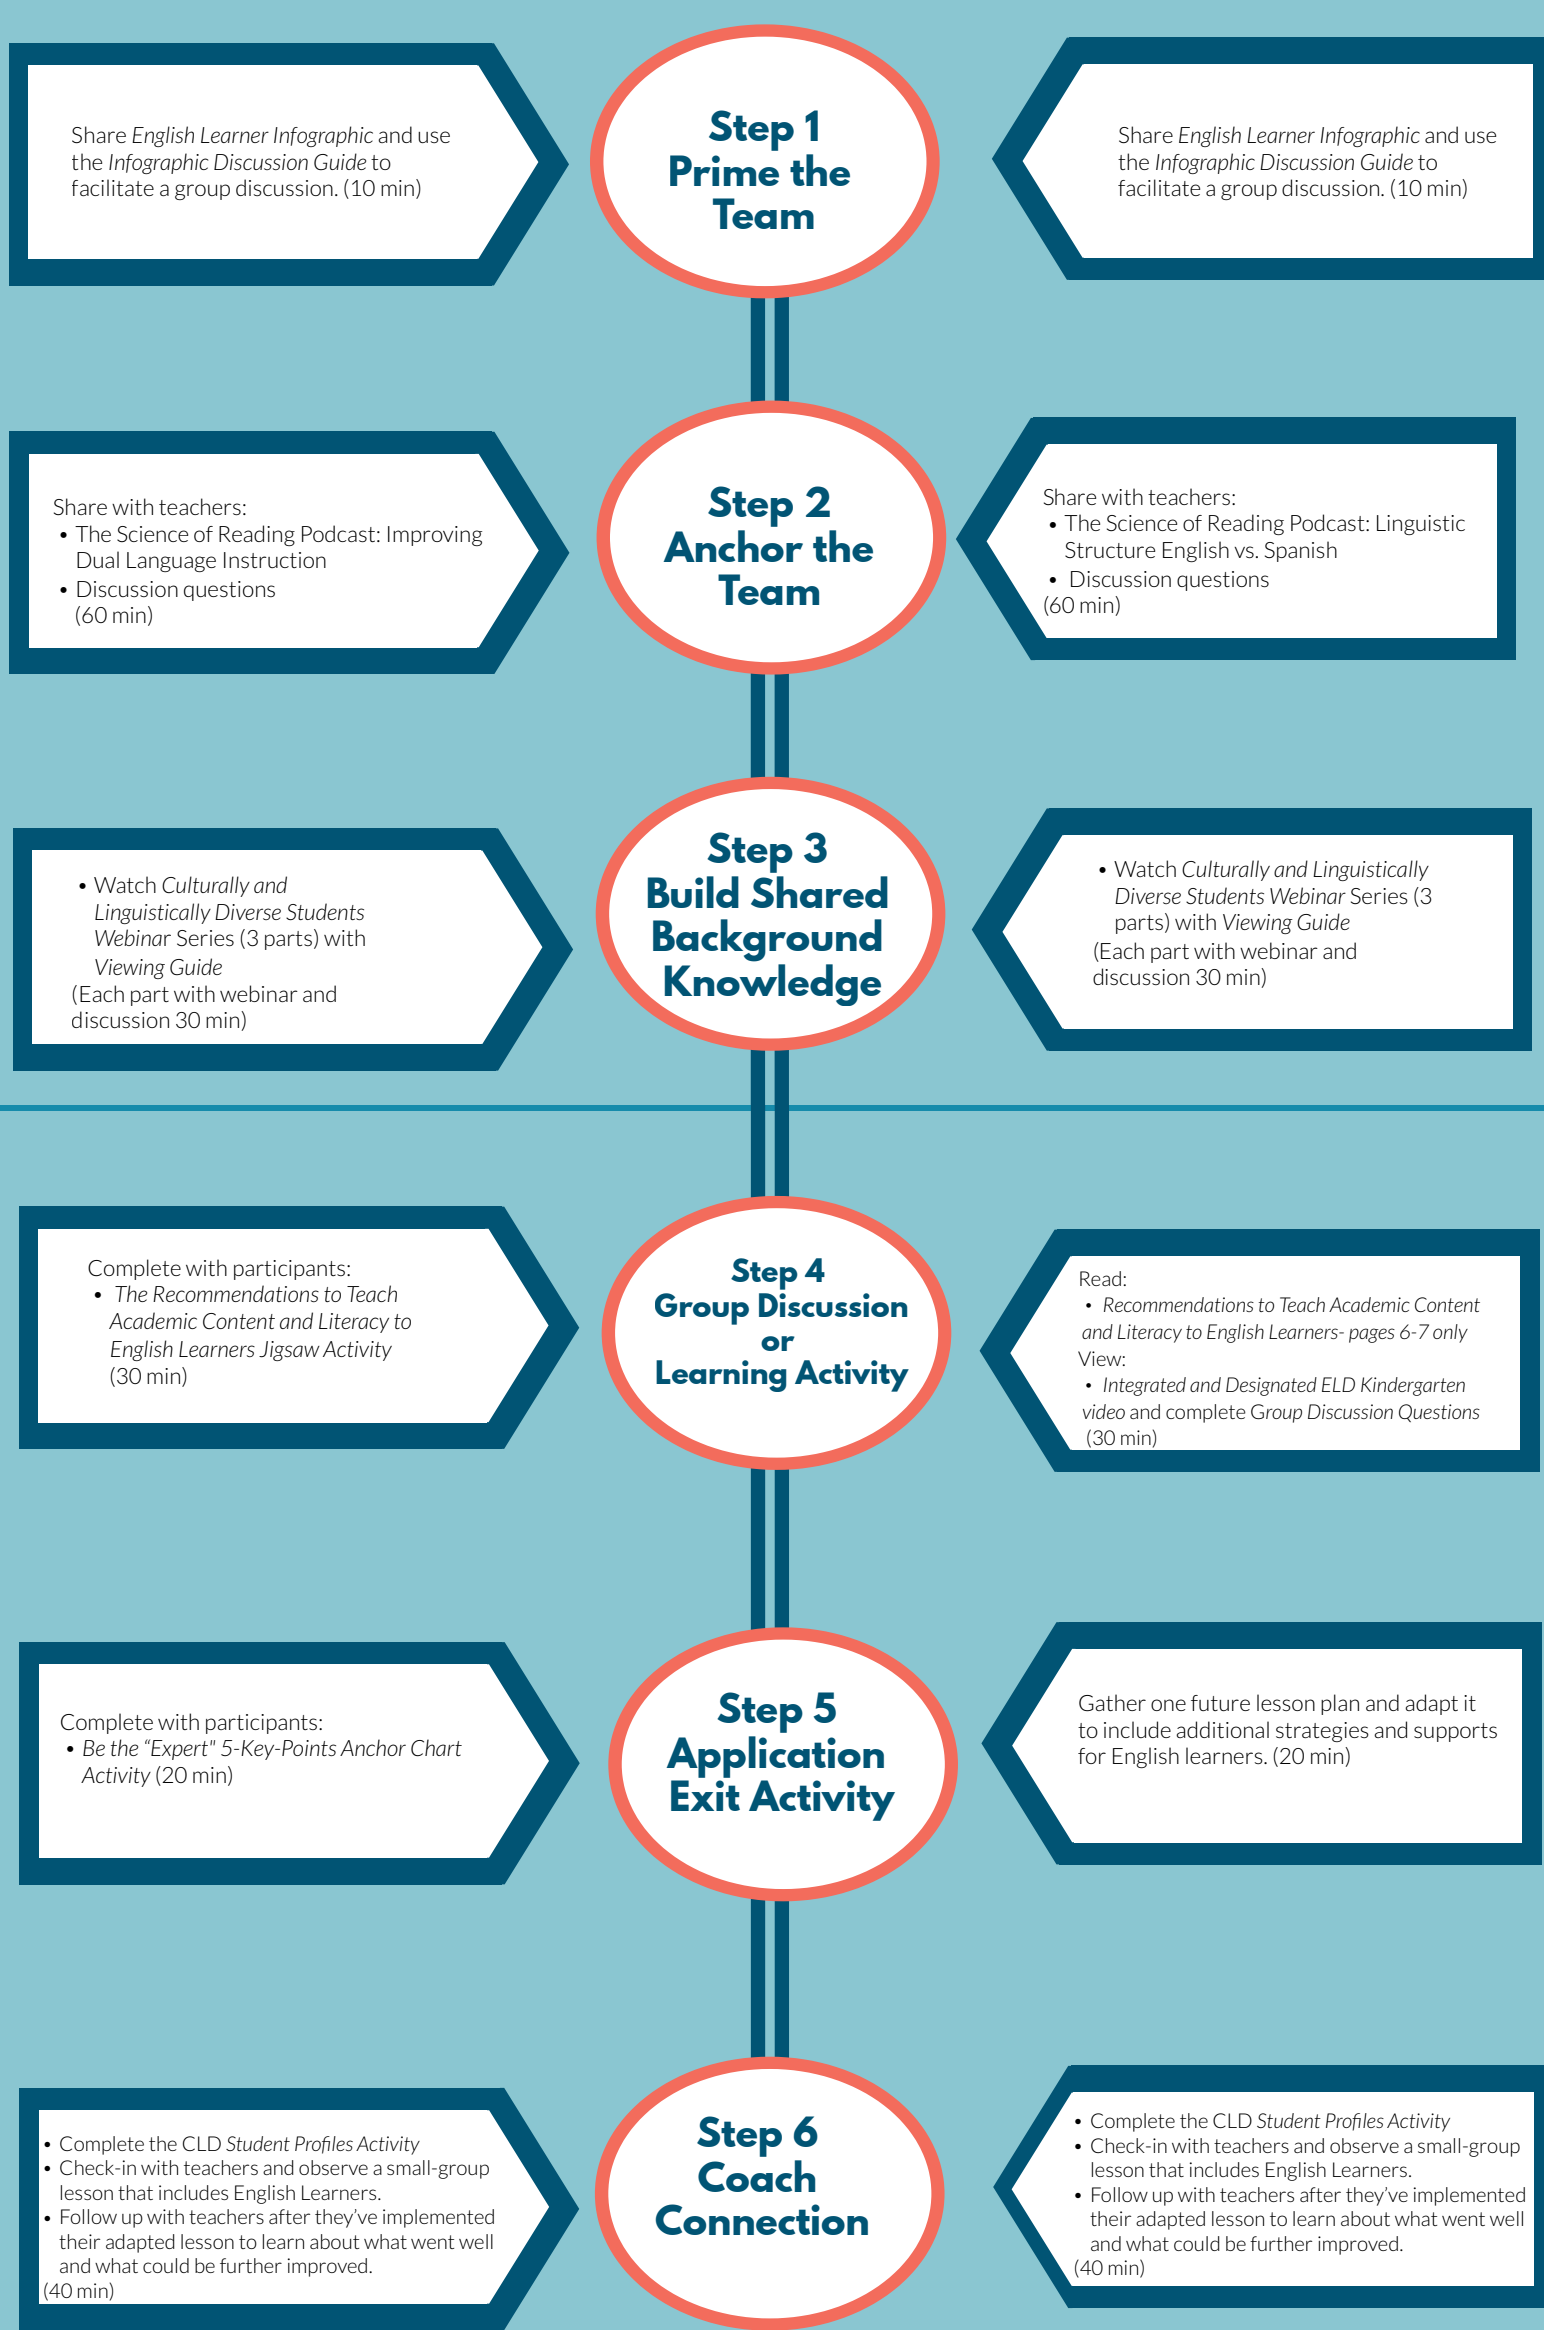 Share English Learner Infographic and use
the Infographic Discussion Guide to
facilitate a group discussion. (10 min)
Step 1
Prime the
Team
Share English Learner Infographic and use
the Infographic Discussion Guide to
facilitate a group discussion. (10 min)
Share with teachers:
• The Science of Reading Podcast: Improving
Dual Language Instruction
• Discussion questions
(60 min)
Step 2
Anchor the
Team
Share with teachers:
• The Science of Reading Podcast: Linguistic
Structure English vs. Spanish
• Discussion questions
(60 min)
• Watch Culturally and
Linguistically Diverse Students
Webinar Series (3 parts) with
Viewing Guide
(Each part with webinar and
discussion 30 min)
Step 3
Build Shared
Background
Knowledge
• Watch Culturally and Linguistically
Diverse Students Webinar Series (3
parts) with Viewing Guide
(Each part with webinar and
discussion 30 min)
Complete with participants:
• The Recommendations to Teach
Academic Content and Literacy to
English Learners Jigsaw Activity
(30 min)
Step 4
Group Discussion
or
Learning Activity
Read:
• Recommendations to Teach Academic Content
and Literacy to English Learners- pages 6-7 only
View:
• Integrated and Designated ELD Kindergarten
video and complete Group Discussion Questions
(30 min)
Complete with participants:
• Be the “Expert" 5-Key-Points Anchor Chart
Activity (20 min)
Step 5
Application
Exit Activity
Gather one future lesson plan and adapt it
to include additional strategies and supports
for English learners. (20 min)
• Complete the CLD Student Profiles Activity
• Check-in with teachers and observe a small-group
lesson that includes English Learners.
• Follow up with teachers after they’ve implemented
their adapted lesson to learn about what went well
and what could be further improved.
(40 min)
Step 6
Coach
Connection
• Complete the CLD Student Profiles Activity
• Check-in with teachers and observe a small-group
lesson that includes English Learners.
• Follow up with teachers after they’ve implemented
their adapted lesson to learn about what went well
and what could be further improved.
(40 min)